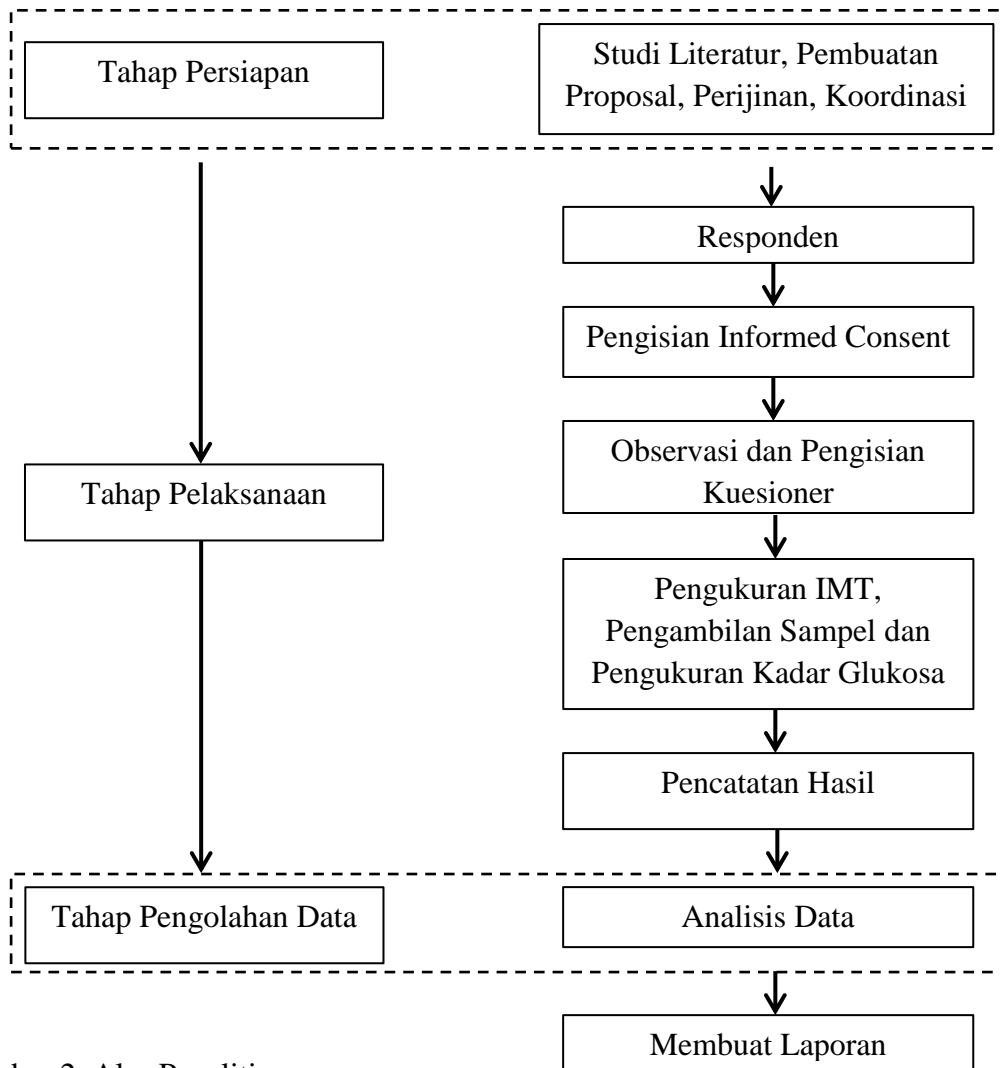 Tahap Persiapan
Studi Literatur, Pembuatan
Proposal, Perijinan, Koordinasi
Responden
Pengisian Informed Consent
Observasi dan Pengisian
Kuesioner
Tahap Pelaksanaan
Pengukuran IMT,
Pengambilan Sampel dan
Pengukuran Kadar Glukosa
Pencatatan Hasil
Tahap Pengolahan Data
Analisis Data
Membuat Laporan
2.